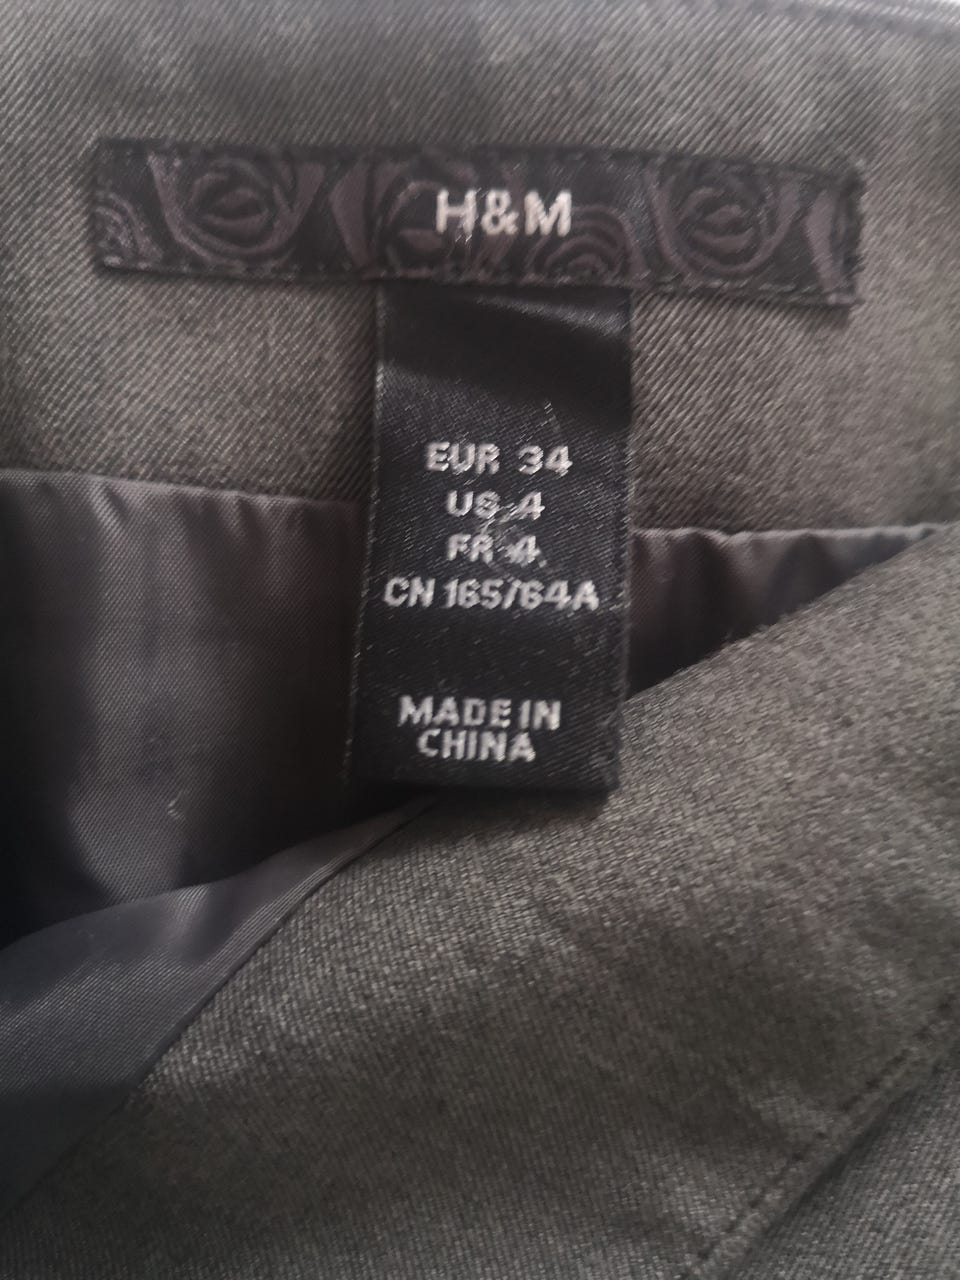 H&M
EUR 34
US 4
FR 4
CN 165/64A
MADE IN
CHINA